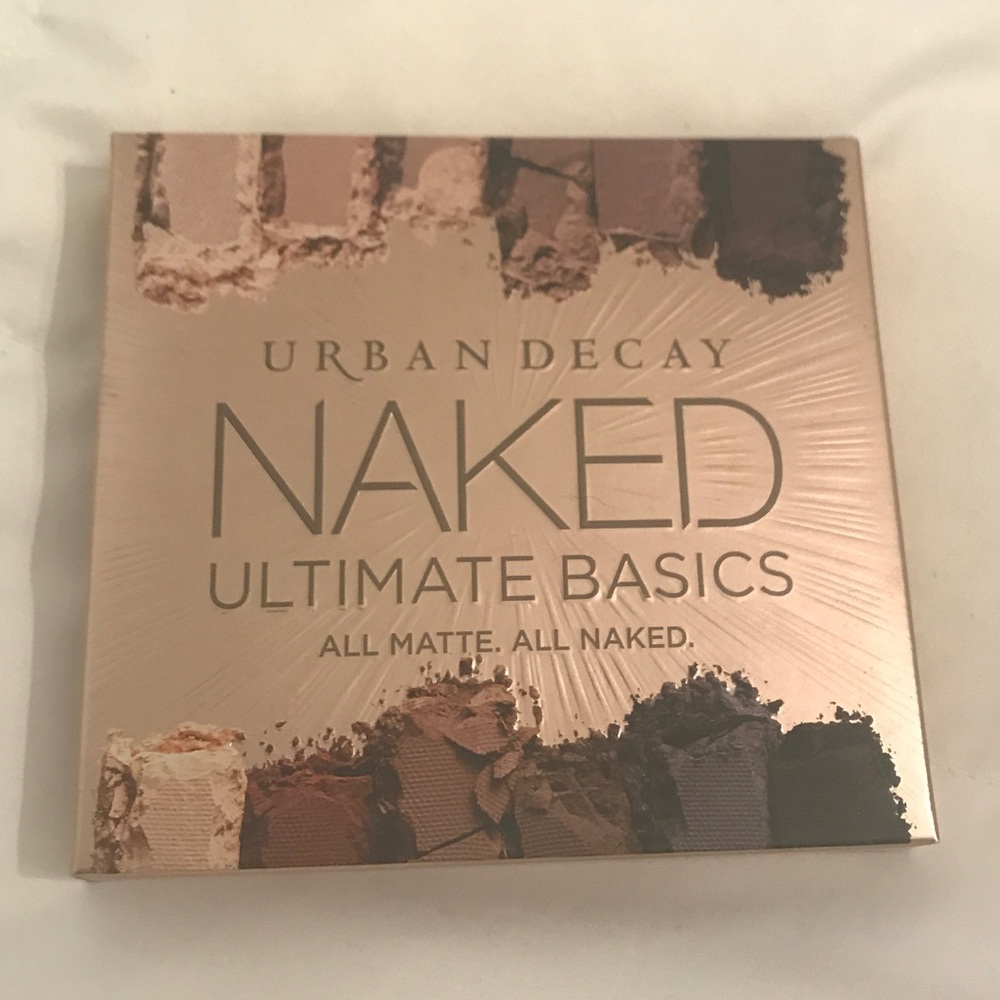 URBAN DECAY
NAKED
ULTIMATE BASICS
ALL MATTE. ALL NAKED.